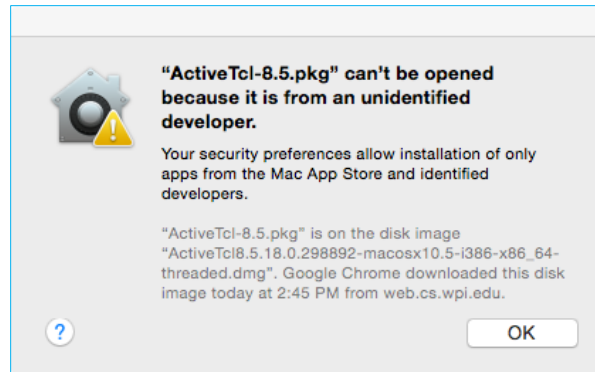 “ActiveTcl-8.5.pkg” can’t be opened
because it is from an unidentified
developer.
Your security preferences allow installation of only
apps from the Mac App Store and identified
developers.
“ActiveTcl-8.5.pkg” is on the disk image
“ActiveTcl8.5.18.0.298892-macosx10.5-i386-x86_64-
threaded.dmg”. Google Chrome downloaded this disk
image today at 2:45 PM from web.cs.wpi.edu.
?
OK